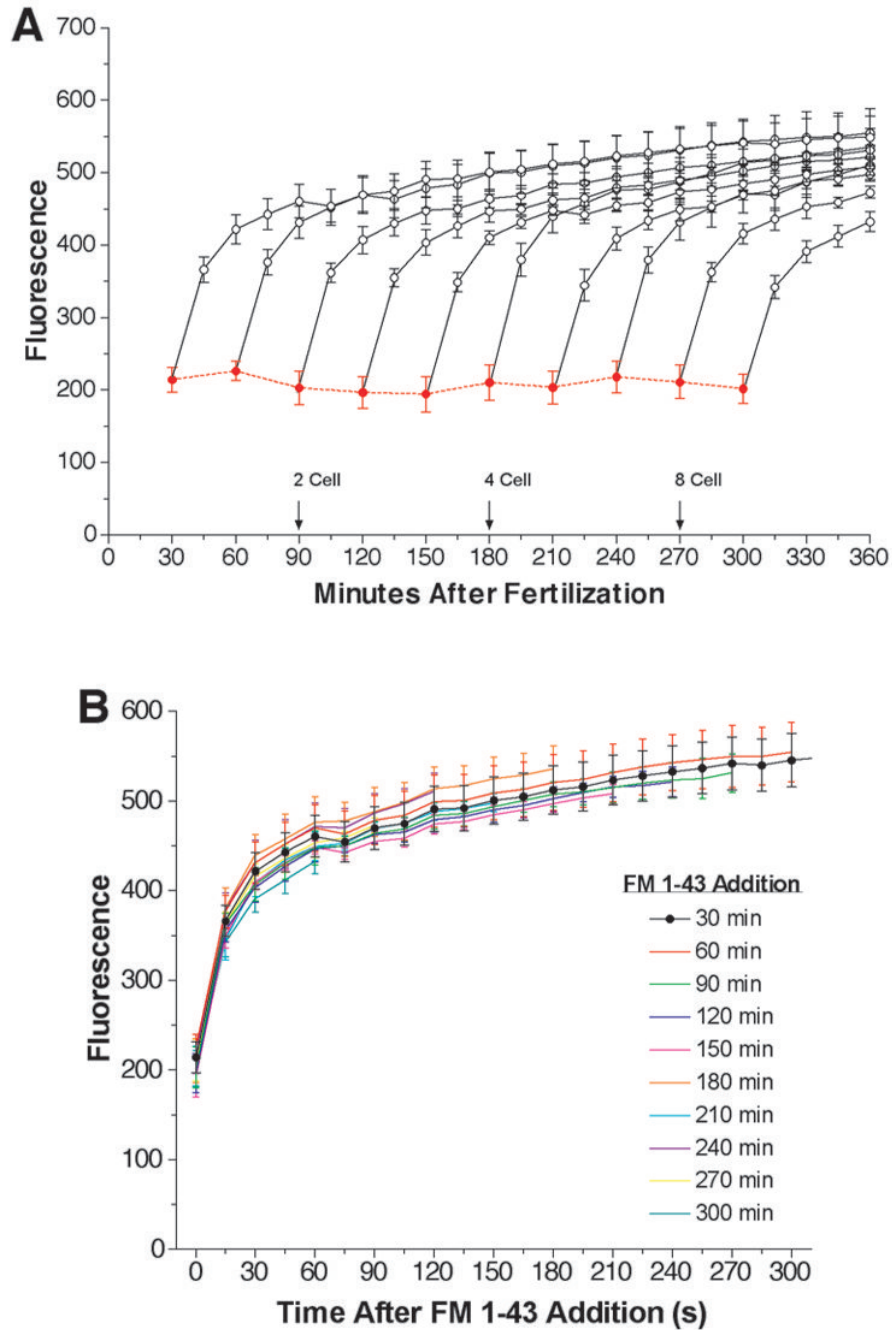 A
700
600
500
400
300
200
100
0
Fluorescence
2 Cell 4 Cell 8 Cell
0 30 60 90 120 150 180 210 240 270 300 330 360
Minutes After Fertilization
B
600
500
400
300
200
100
0
Fluorescence
FM 1-43 Addition
30 min
60 min
90 min
120 min
150 min
180 min
210 min
240 min
270 min
300 min
0 30 60 90 120 150 180 210 240 270 300
Time After FM 1-43 Addition (s)